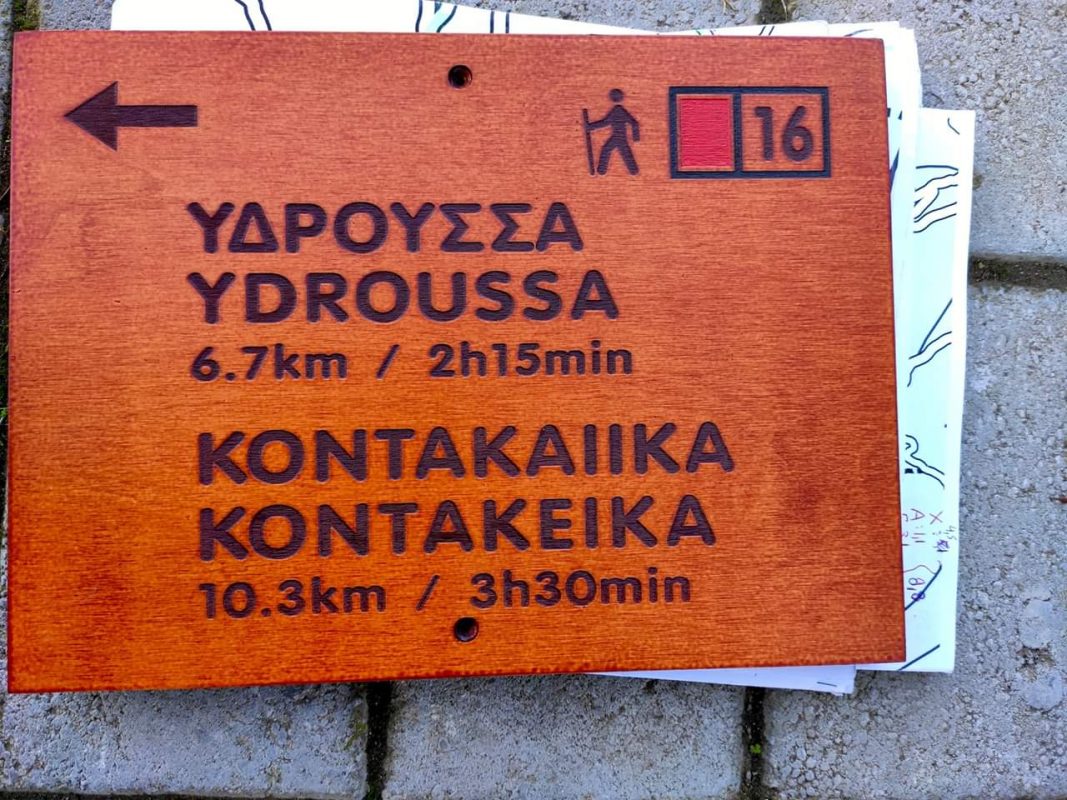 16
ΥΔΡΟΥΣΣΑ
YDROUSSA
6.7km / 2h15min
ΚΟΝΤΑΚΑΙΙΚΑ
KONTAKEIKA
10.3km / 3h30min